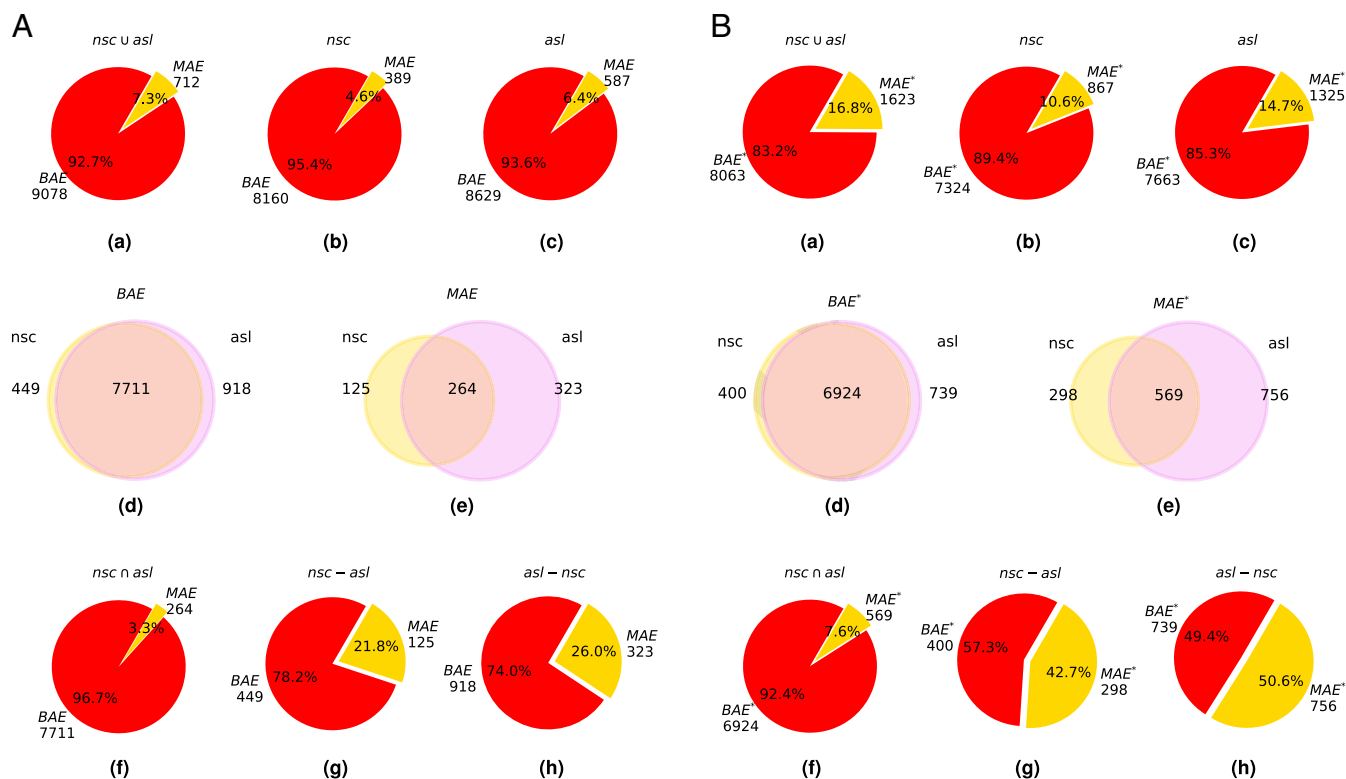 A
nsc ∪ asl
MAE
712
7.3%
92.7%
BAE
9078
(a)
nsc
MAE
389
4.6%
95.4%
BAE
8160
(b)
asl
MAE
587
6.4%
93.6%
BAE
8629
(c)
BAE
nsc
asl
449
7711
918
(d)
MAE
nsc
asl
125
264
323
(e)
nsc ∩ asl
MAE
264
3.3%
96.7%
BAE
7711
(f)
nsc − asl
MAE
125
21.8%
78.2%
BAE
449
(g)
asl − nsc
MAE
323
26.0%
74.0%
BAE
918
(h)
B
nsc ∪ asl
MAE*
1623
16.8%
83.2%
BAE*
8063
(a)
nsc
MAE*
867
10.6%
89.4%
BAE*
7324
(b)
asl
MAE*
1325
14.7%
85.3%
BAE*
7663
(c)
BAE*
nsc
asl
400
6924
739
(d)
MAE*
nsc
asl
298
569
756
(e)
nsc ∩ asl
MAE*
569
7.6%
92.4%
BAE*
6924
(f)
nsc − asl
BAE*
400
57.3%
42.7%
MAE*
298
(g)
asl − nsc
BAE*
739
49.4%
50.6%
MAE*
756
(h)